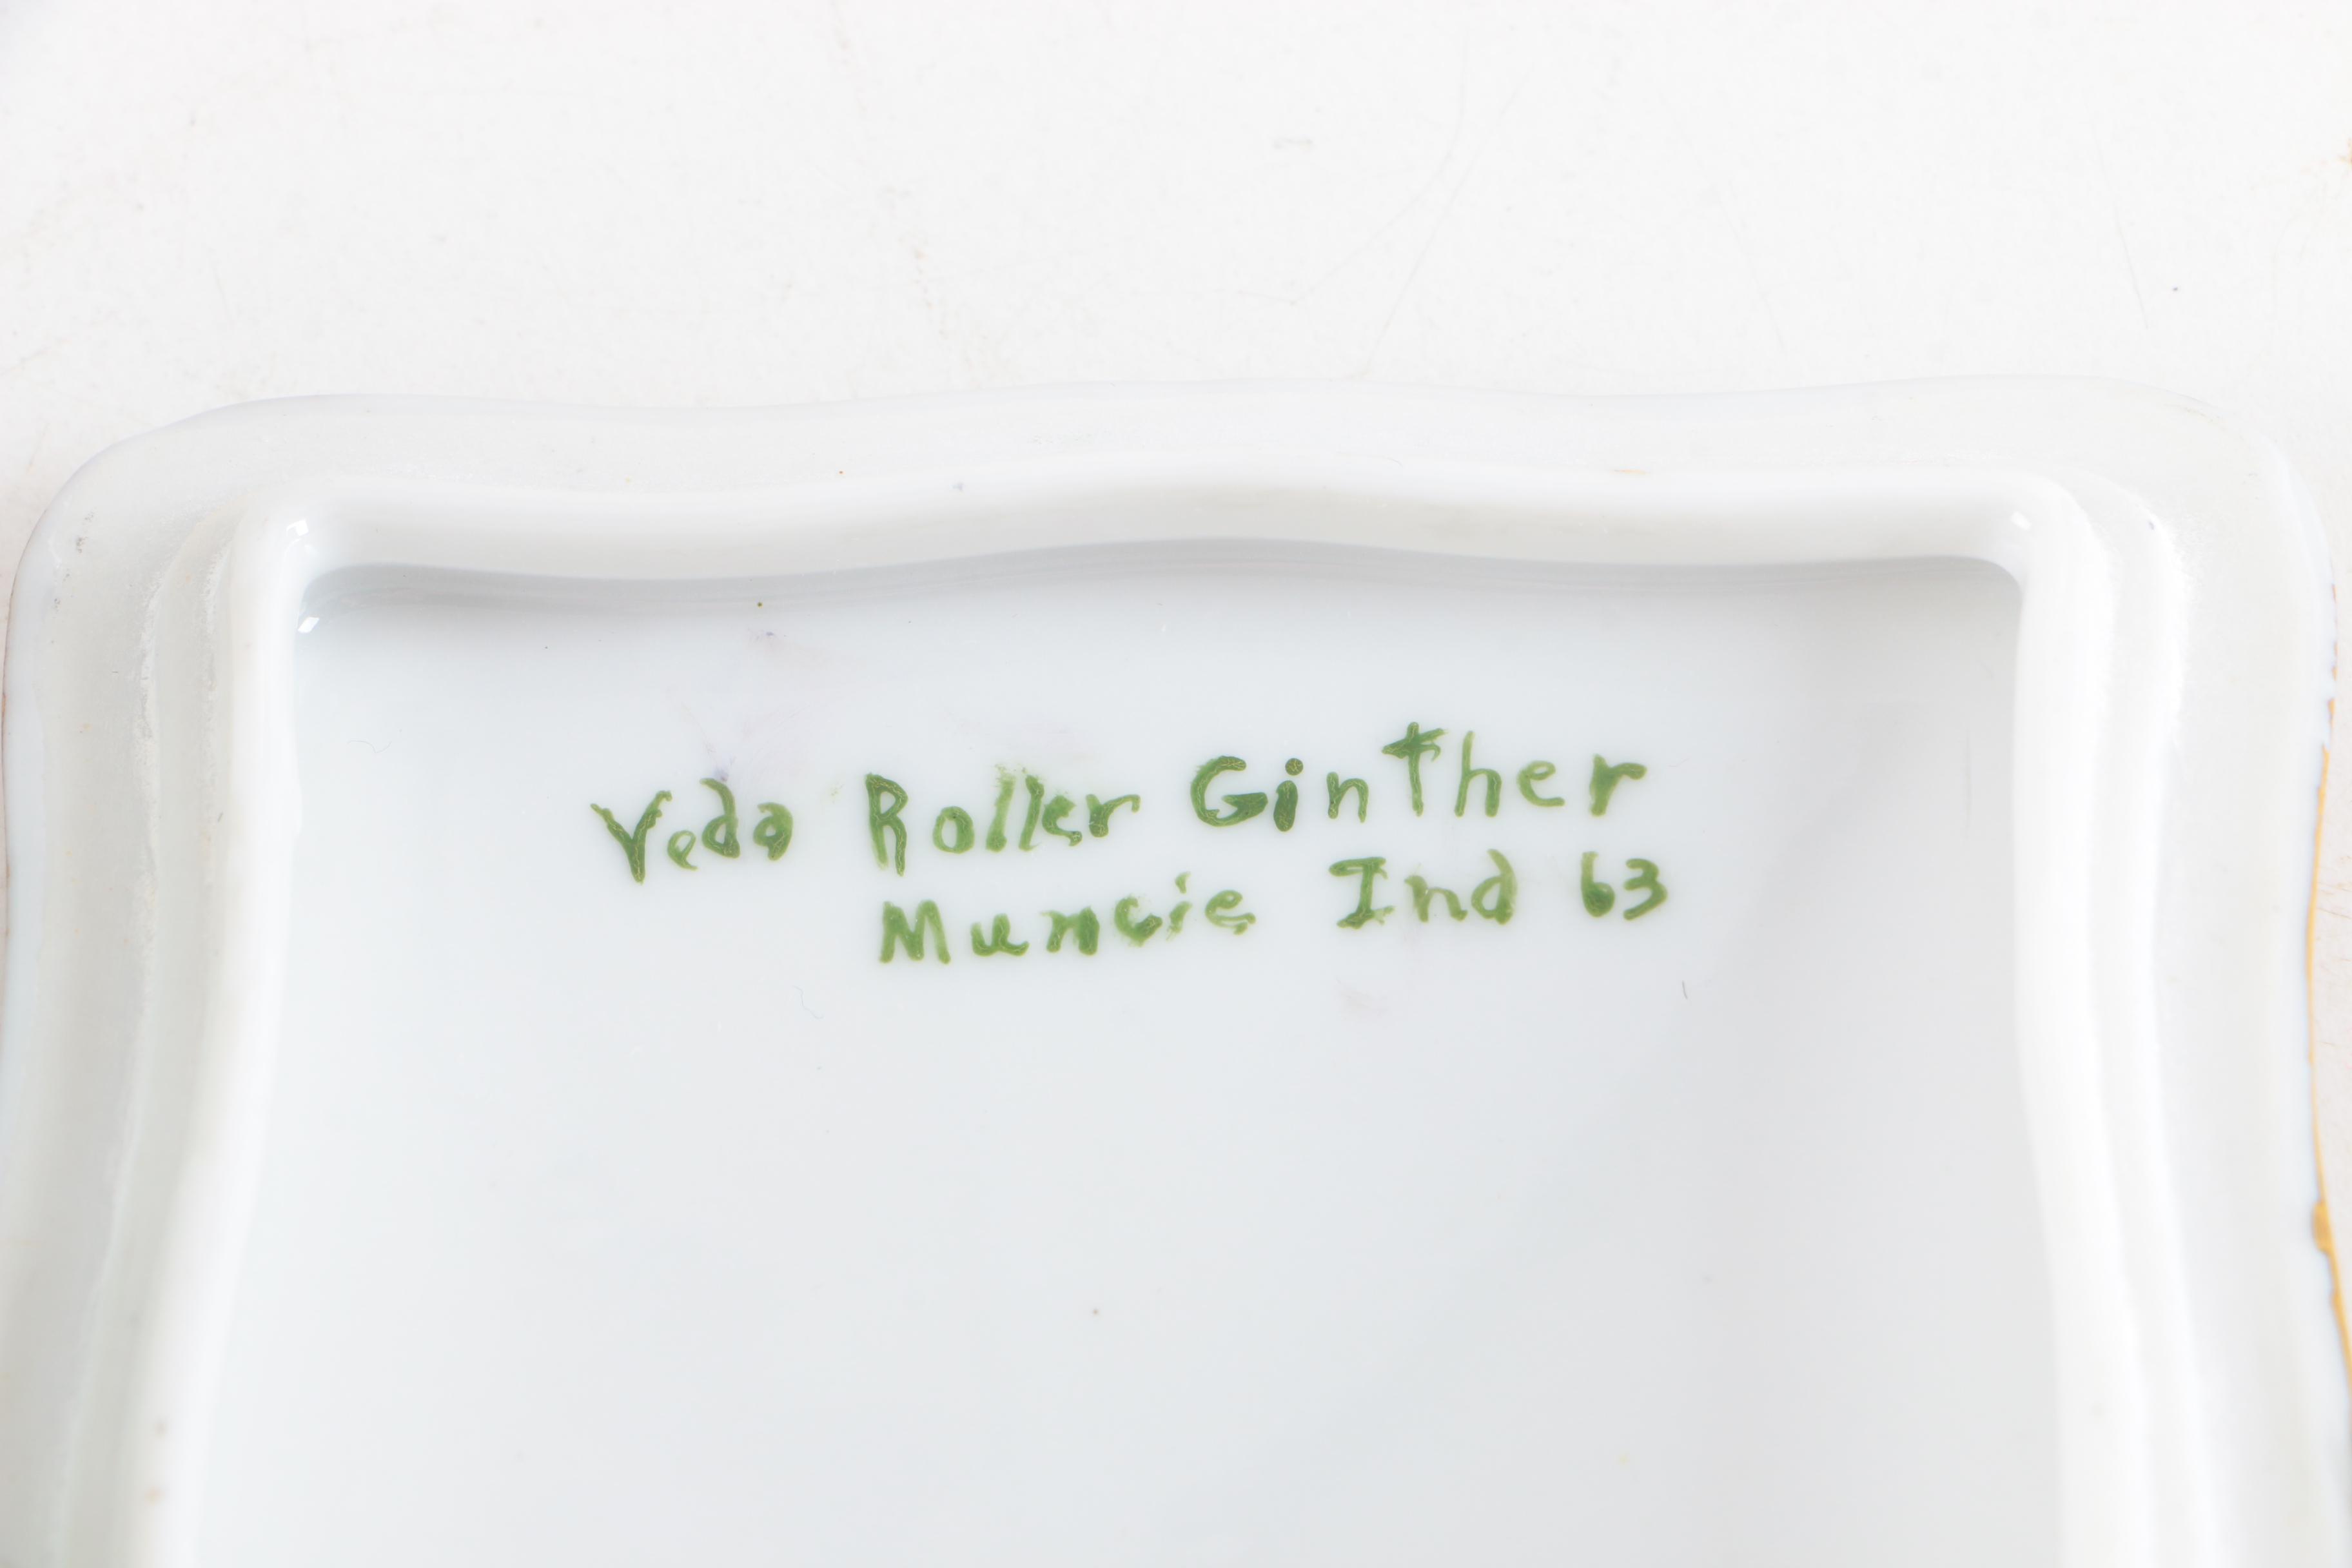 Veda Roller Ginther
Muncie Ind 63